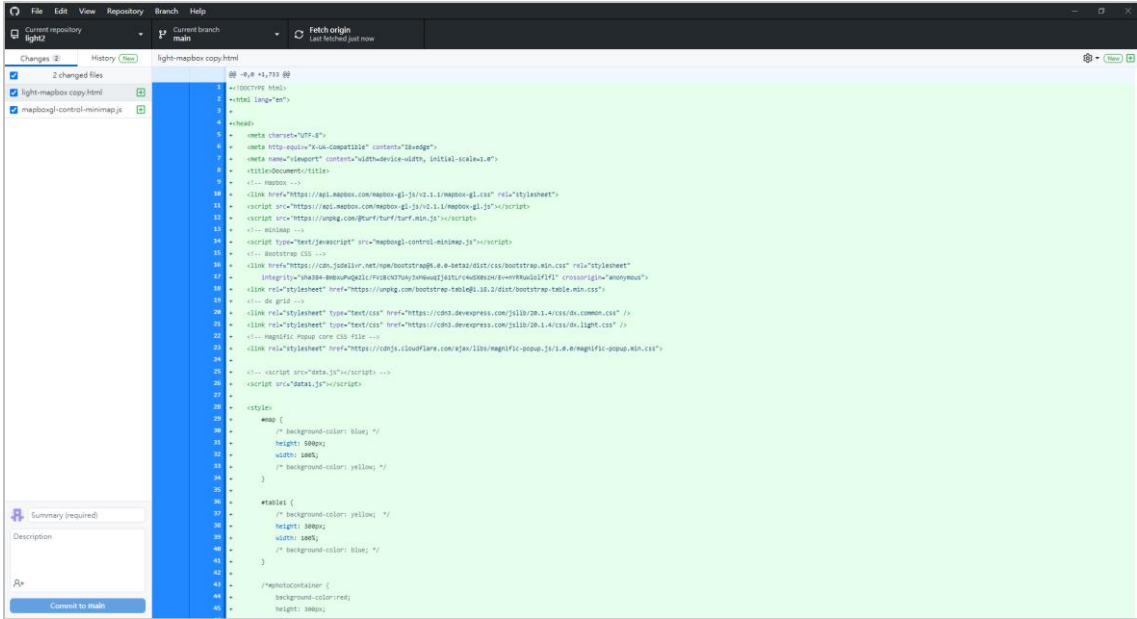 File Edit View Repository Branch Help
Current repository
light2
Current branch
main
Fetch origin
Last fetched just now
Changes 2 History New
light-mapbox copy.html
New
2 changed files
light-mapbox copy.html
mapboxgl-control-minimap.js
@@ -0,0 +1,733 @@
1 +<!DOCTYPE html>
2 +<html lang="en">
3 +
4 +<head>
5 + <meta charset="UTF-8">
6 + <meta http-equiv="X-UA-Compatible" content="IE=edge">
7 + <meta name="viewport" content="width=device-width, initial-scale=1.0">
8 + <title>Document</title>
9 + <!-- Mapbox -->
10 + <link href="https://api.mapbox.com/mapbox-gl-js/v2.1.1/mapbox-gl.css" rel="stylesheet">
11 + <script src="https://api.mapbox.com/mapbox-gl-js/v2.1.1/mapbox-gl.js"></script>
12 + <script src='https://unpkg.com/@turf/turf/turf.min.js'></script>
13 + <!-- minimap -->
14 + <script type="text/javascript" src="mapboxgl-control-minimap.js"></script>
15 + <!-- Bootstrap CSS -->
16 + <link href="https://cdn.jsdelivr.net/npm/bootstrap@5.0.0-beta2/dist/css/bootstrap.min.css" rel="stylesheet"
17 + crossorigin="anonymous">
18 + <link rel="stylesheet" href="https://unpkg.com/bootstrap-table@1.18.2/dist/bootstrap-table.min.css">
19 + <!-- dx grid -->
20 + <link rel="stylesheet" type="text/css" href="https://cdn3.devexpress.com/jslib/20.1.4/css/dx.common.css" />
21 + <link rel="stylesheet" type="text/css" href="https://cdn3.devexpress.com/jslib/20.1.4/css/dx.light.css" />
22 + <!-- Magnific Popup core CSS file -->
23 + <link rel="stylesheet" href="https://cdnjs.cloudflare.com/ajax/libs/magnific-popup.js/1.0.0/magnific-popup.min.css">
24 +
25 + <!-- <script src="data.js"></script> -->
26 + <script src="data1.js"></script>
27 +
28 + <style>
29 + #map {
30 + /* background-color: blue; */
31 + height: 500px;
32 + width: 100%;
33 + /* background-color: yellow; */
34 + }
35 +
36 + #table1 {
37 + /* background-color: yellow; */
38 + height: 300px;
39 + width: 100%;
40 + /* background-color: blue; */
41 + }
42 +
43 + /*#photoContainer {
44 + background-color:red;
45 + height: 300px;
Summary (required)
Description
Commit to main